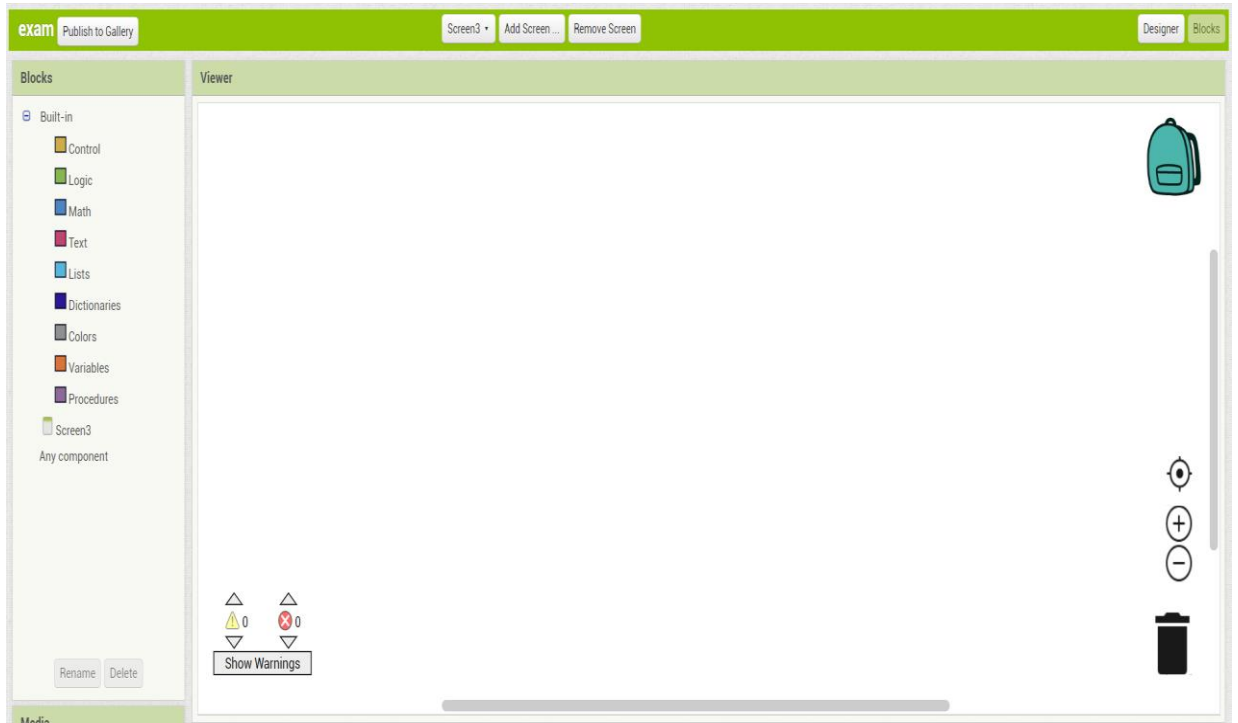 exam Publish to Gallery Screen3 Add Screen ... Remove Screen Designer Blocks
Blocks
Viewer
Built-in
Control
Logic
Math
Text
Lists
Dictionaries
Colors
Variables
Procedures
Screen3
Any component
0 0
Show Warnings
Rename Delete
Media